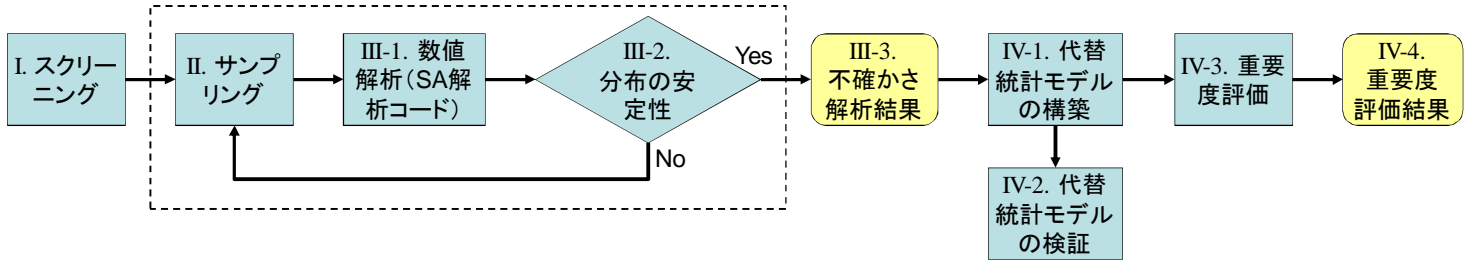 I. スクリー
ニング
II. サンプ
リング
III-1. 数値
解析（SA解
析コード）
III-2.
分布の安
定性
Yes
No
III-3.
不確かさ
解析結果
IV-1. 代替
統計モデル
の構築
IV-2. 代替
統計モデル
の検証
IV-3. 重要
度評価
IV-4.
重要度
評価結果